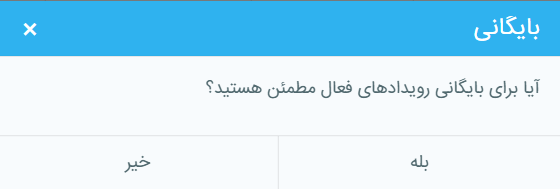 بایگانی
آیا برای بایگانی رویدادهای فعال مطمئن هستید؟
بله
خیر